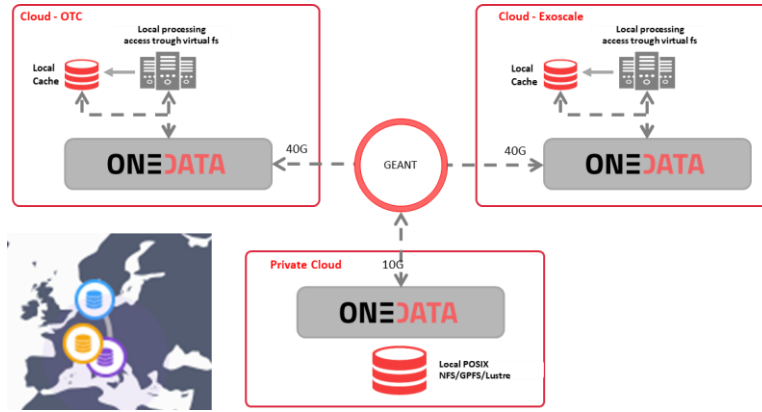 Cloud - OTC
Local processing
access trough virtual fs
Local
Cache
ONEDATA
40G
GEANT
40G
Cloud - Exoscale
Local processing
access trough virtual fs
Local
Cache
ONEDATA
Private Cloud
10G
ONEDATA
Local POSIX
NFS/GPFS/Lustre